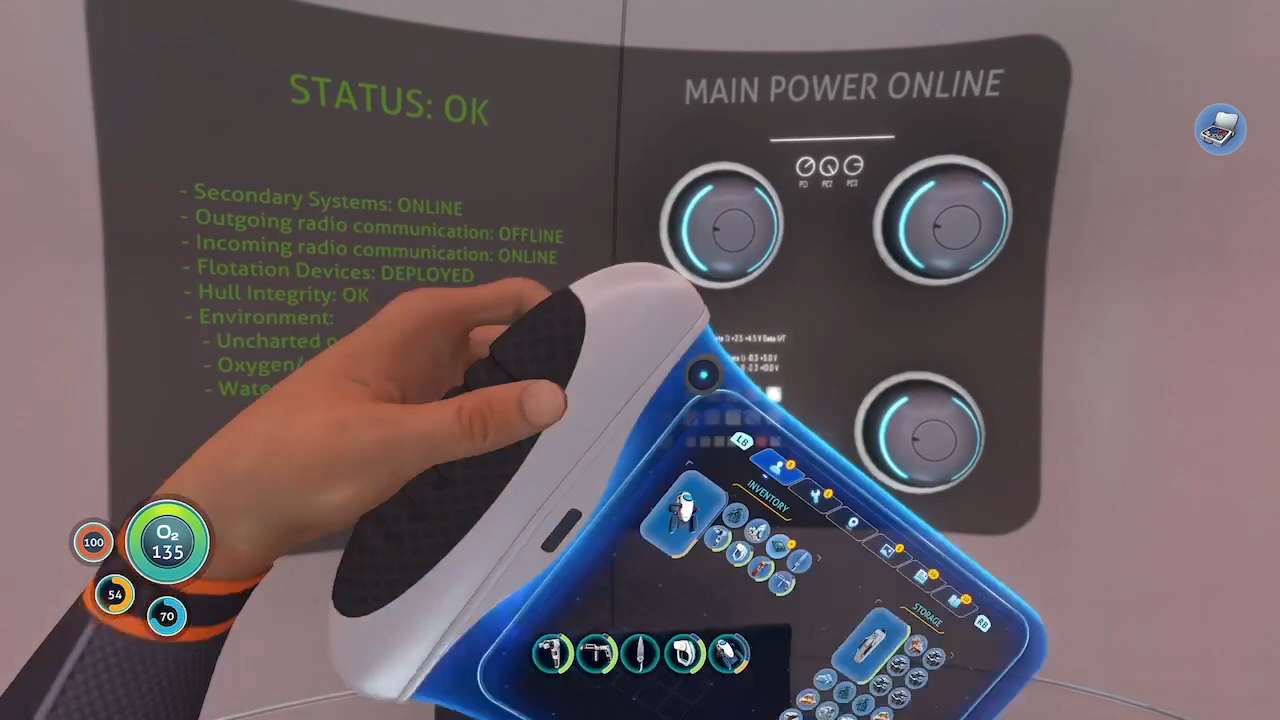 STATUS: OK
- Secondary Systems: ONLINE
- Outgoing radio communication: OFFLINE
- Incoming radio communication: ONLINE
- Flotation Devices: DEPLOYED
- Hull Integrity: OK
- Environment:
- Uncharted
- Oxygen/
- Wate
MAIN POWER ONLINE
LB
INVENTORY
STORAGE
RB
O₂
135
100
54
70